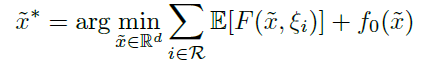 x̃* = arg min_{x̃∈ℝ^d} ∑_{i∈𝓡} 𝔼[F(x̃, ξ_i)] + f_0(x̃)